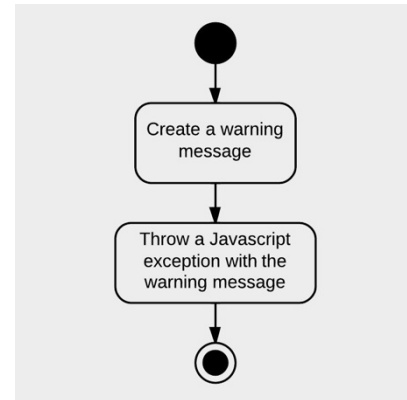 Create a warning
message
Throw a Javascript
exception with the
warning message